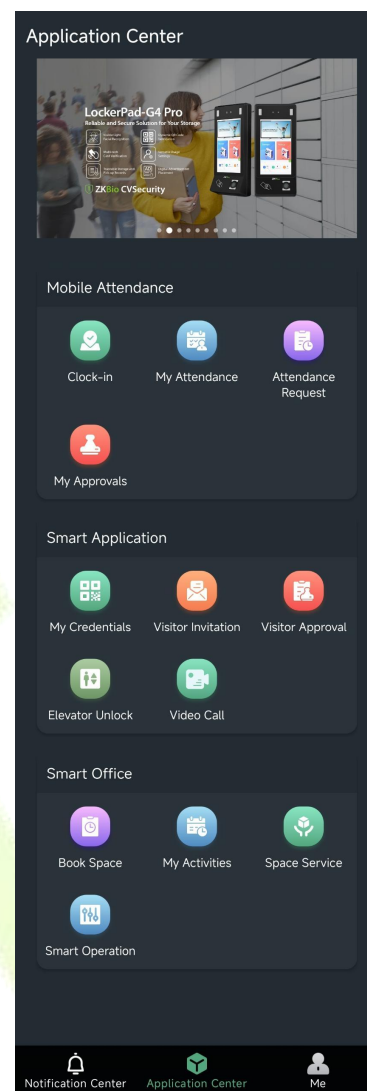 Application Center
LockerPad-G4 Pro
Reliable and Secure Solution for Your Storage
ZKBio CVSecurity
Mobile Attendance
Clock-in
My Attendance
Attendance
Request
My Approvals
Smart Application
My Credentials
Visitor Invitation
Visitor Approval
Elevator Unlock
Video Call
Smart Office
Book Space
My Activities
Space Service
Smart Operation
Notification Center
Application Center
Me